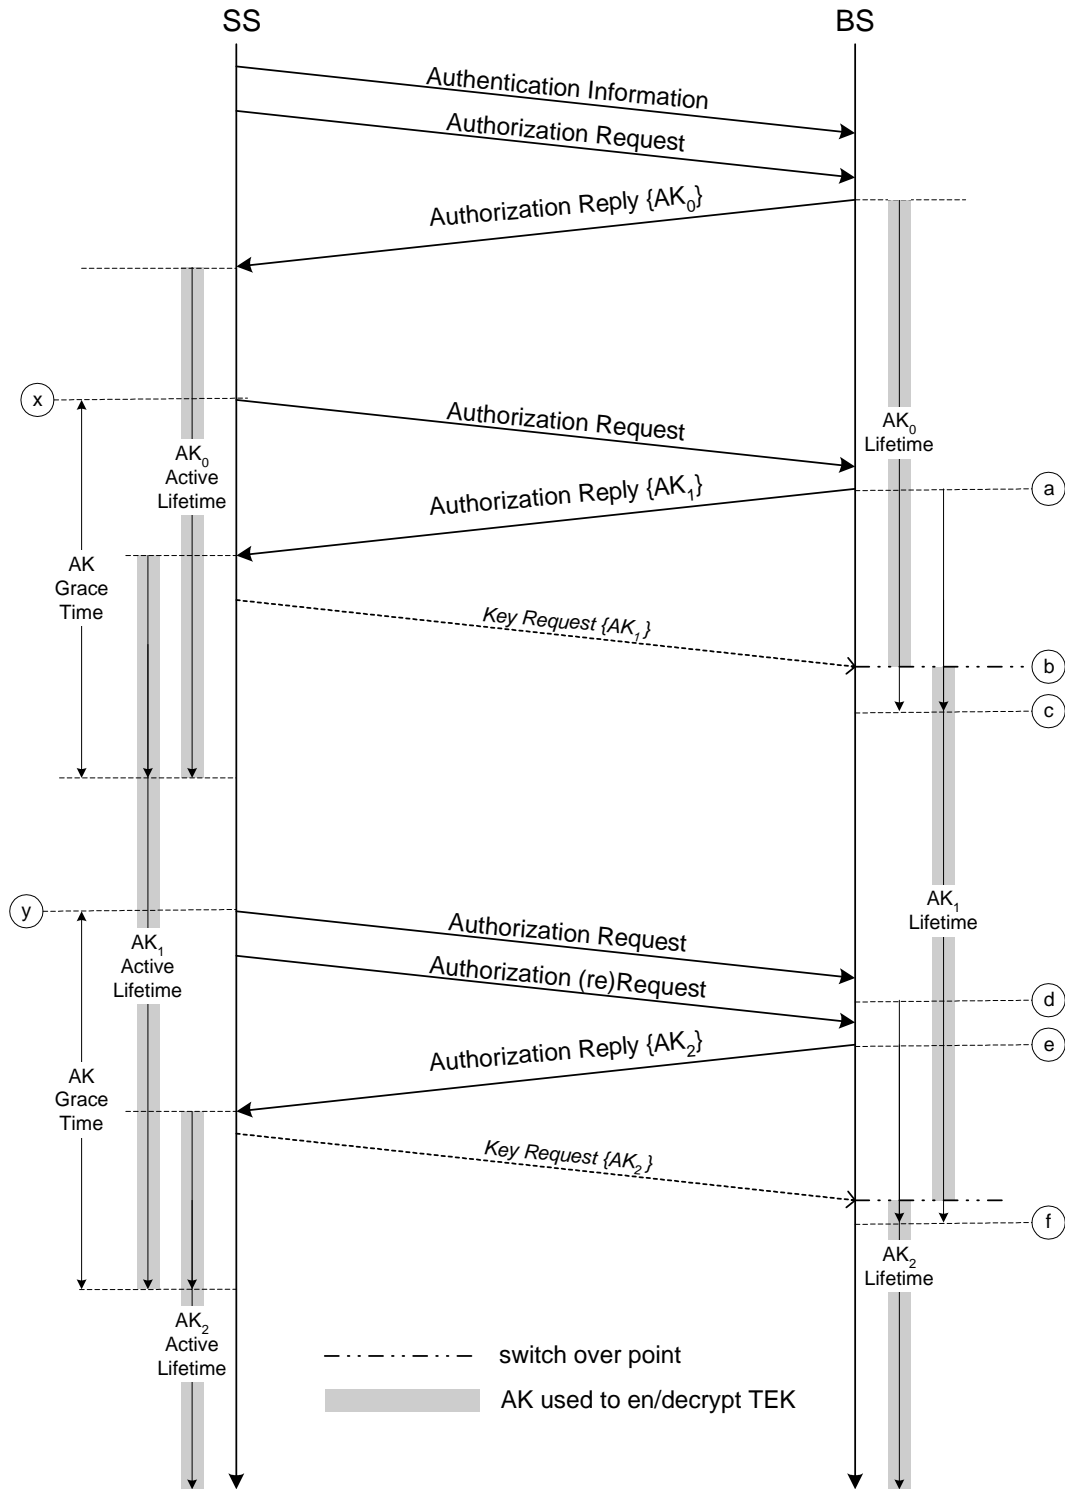 SS
BS
Authentication Information
Authorization Request
Authorization Reply {AK0}
x
Authorization Request
AK0
Lifetime
AK0
Active
Lifetime
a
Authorization Reply {AK1}
AK
Grace
Time
Key Request {AK1}
b
c
y
AK1
Lifetime
Authorization Request
AK1
Active
Lifetime
Authorization (re)Request
d
e
Authorization Reply {AK2}
AK
Grace
Time
Key Request {AK2}
f
AK2
Lifetime
AK2
Active
Lifetime
switch over point
AK used to en/decrypt TEK